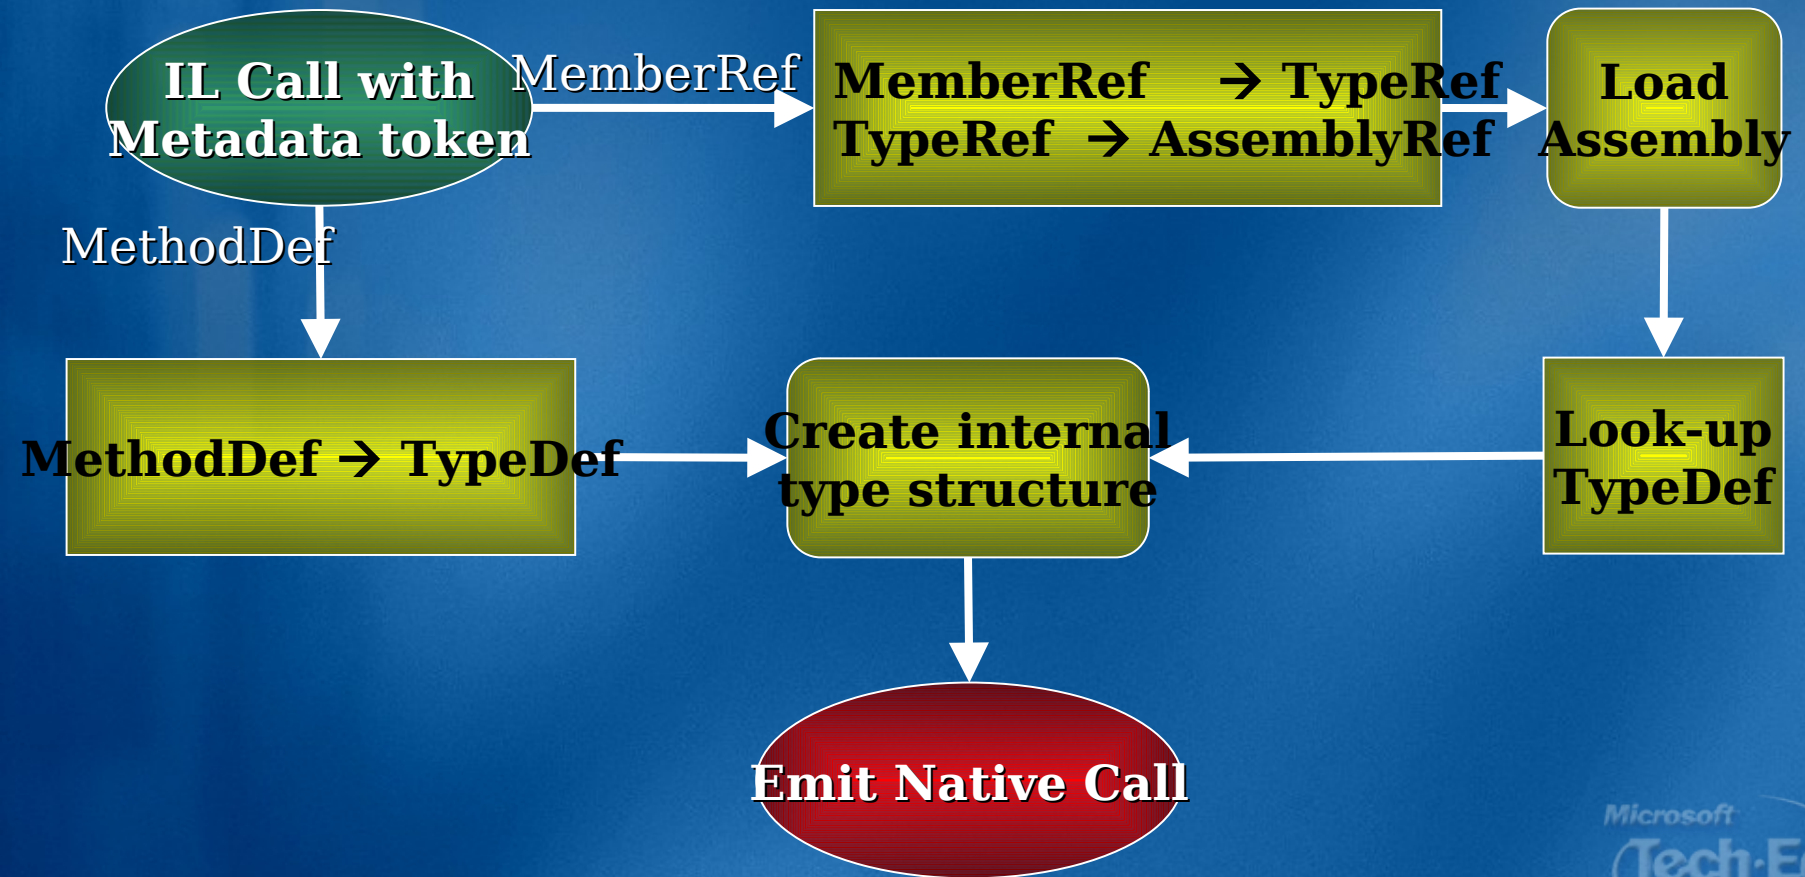 IL Call with
Metadata token
MemberRef
MemberRef → TypeRef
TypeRef → AssemblyRef
Load
Assembly
MethodDef
MethodDef → TypeDef
Create internal
type structure
Look-up
TypeDef
Emit Native Call
Microsoft